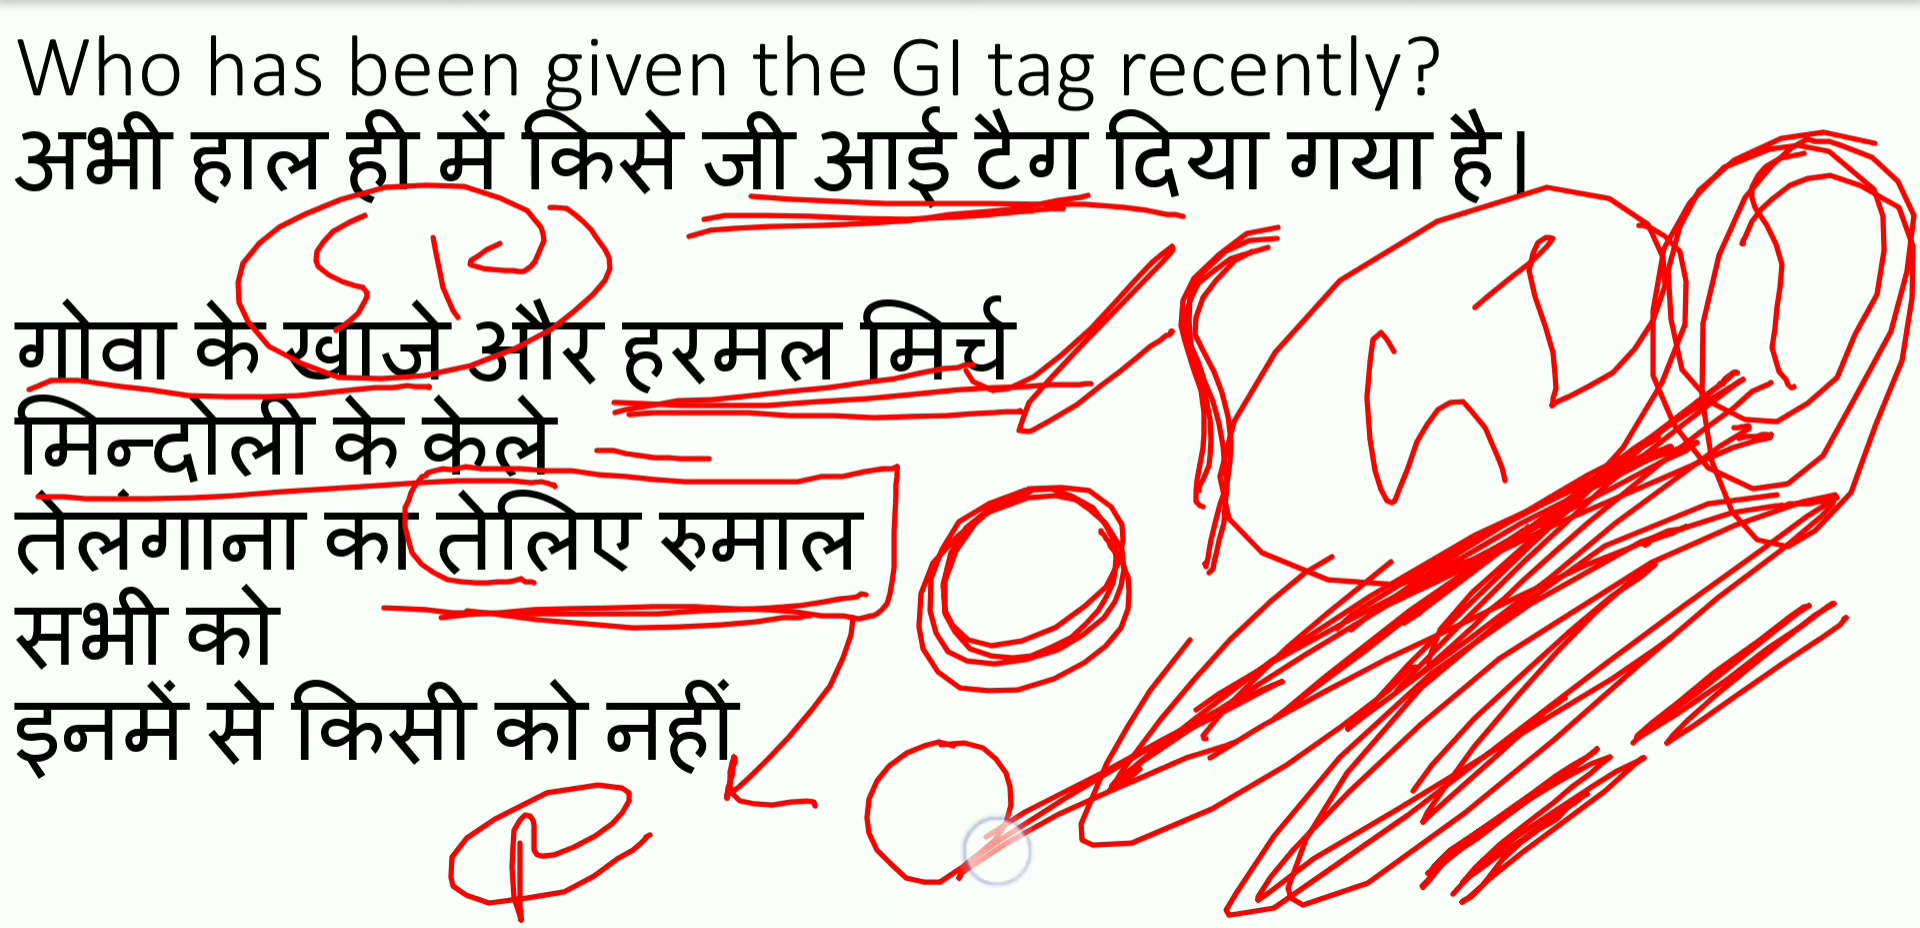 Who has been given the GI tag recently?
अभी हाल ही में किसे जी आई टैग दिया गया है।
गोवा के खाजे और हरमल मिर्च
मिन्दोली के केले
तेलंगाना का तेलिए रुमाल
सभी को
इनमें से किसी को नहीं